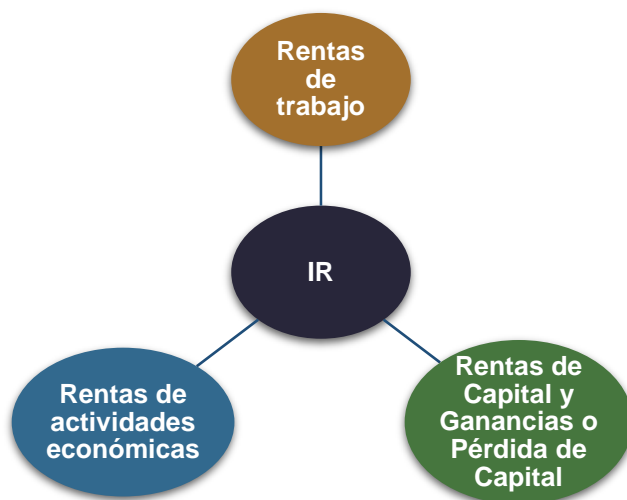 Rentas
de
trabajo
IR
Rentas de
actividades
económicas
Rentas de
Capital y
Ganancias o
Pérdida de
Capital